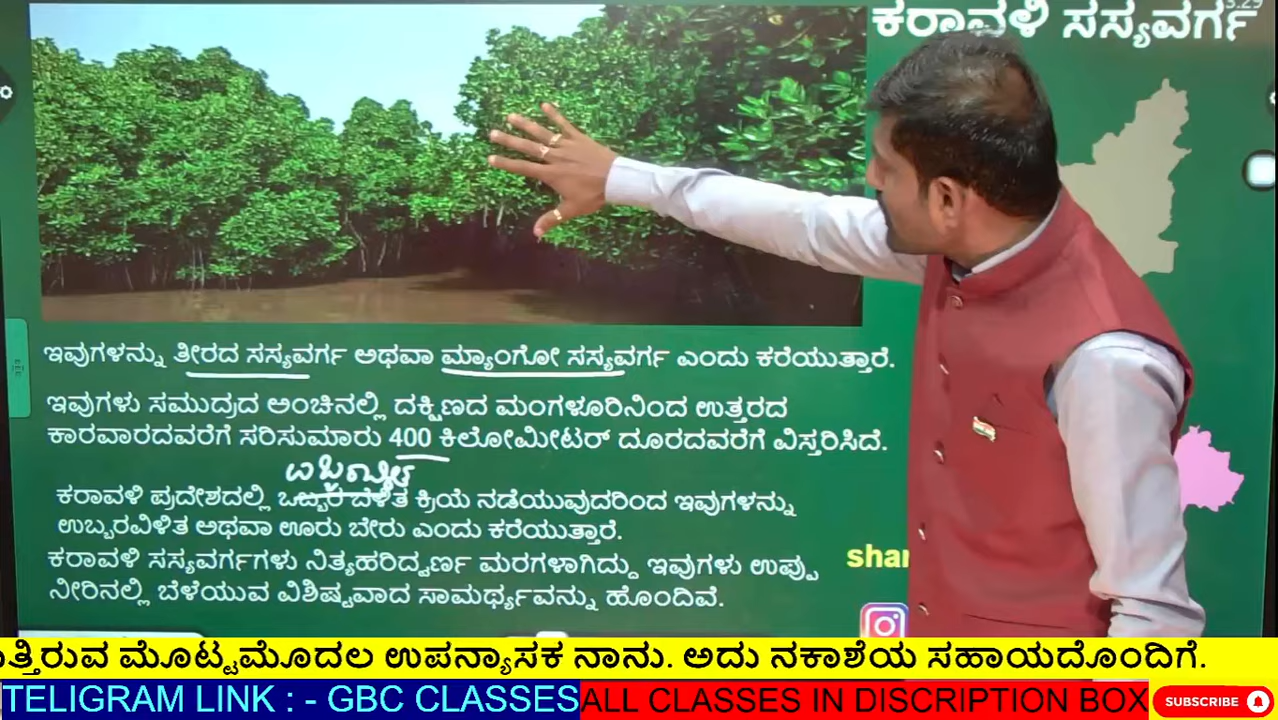 ಕರಾವಳಿ ಸಸ್ಯವರ್ಗ
ಇವುಗಳನ್ನು ತೀರದ ಸಸ್ಯವರ್ಗ ಅಥವಾ ಮ್ಯಾಂಗೋ ಸಸ್ಯವರ್ಗ ಎಂದು ಕರೆಯುತ್ತಾರೆ.
ಇವುಗಳು ಸಮುದ್ರದ ಅಂಚಿನಲ್ಲಿ ದಕ್ಷಿಣದ ಮಂಗಳೂರಿನಿಂದ ಉತ್ತರದ
ಕಾರವಾರದವರೆಗೆ ಸರಿಸುಮಾರು 400 ಕಿಲೋಮೀಟರ್ ದೂರದವರೆಗೆ ವಿಸ್ತರಿಸಿದೆ.
ಕರಾವಳಿ ಪ್ರದೇಶದಲ್ಲಿ ಕ್ರಿಯೆ ನಡೆಯುವುದರಿಂದ ಇವುಗಳನ್ನು
ಉಬ್ಬರವಿಳಿತ ಅಥವಾ ಊರು ಬೇರು ಎಂದು ಕರೆಯುತ್ತಾರೆ.
ಕರಾವಳಿ ಸಸ್ಯವರ್ಗಗಳು ನಿತ್ಯಹರಿದ್ವರ್ಣ ಮರಗಳಾಗಿದ್ದು ಇವುಗಳು ಉಪ್ಪು
ನೀರಿನಲ್ಲಿ ಬೆಳೆಯುವ ವಿಶಿಷ್ಟವಾದ ಸಾಮರ್ಥ್ಯವನ್ನು ಹೊಂದಿವೆ.
ಮೊಟ್ಟಮೊದಲ ಉಪನ್ಯಾಸಕ ನಾನು. ಅದು ನಕಾಶೆಯ ಸಹಾಯದೊಂದಿಗೆ.
TELIGRAM LINK : - GBC CLASSES ALL CLASSES IN DISCRIPTION BOX SUBSCRIBE